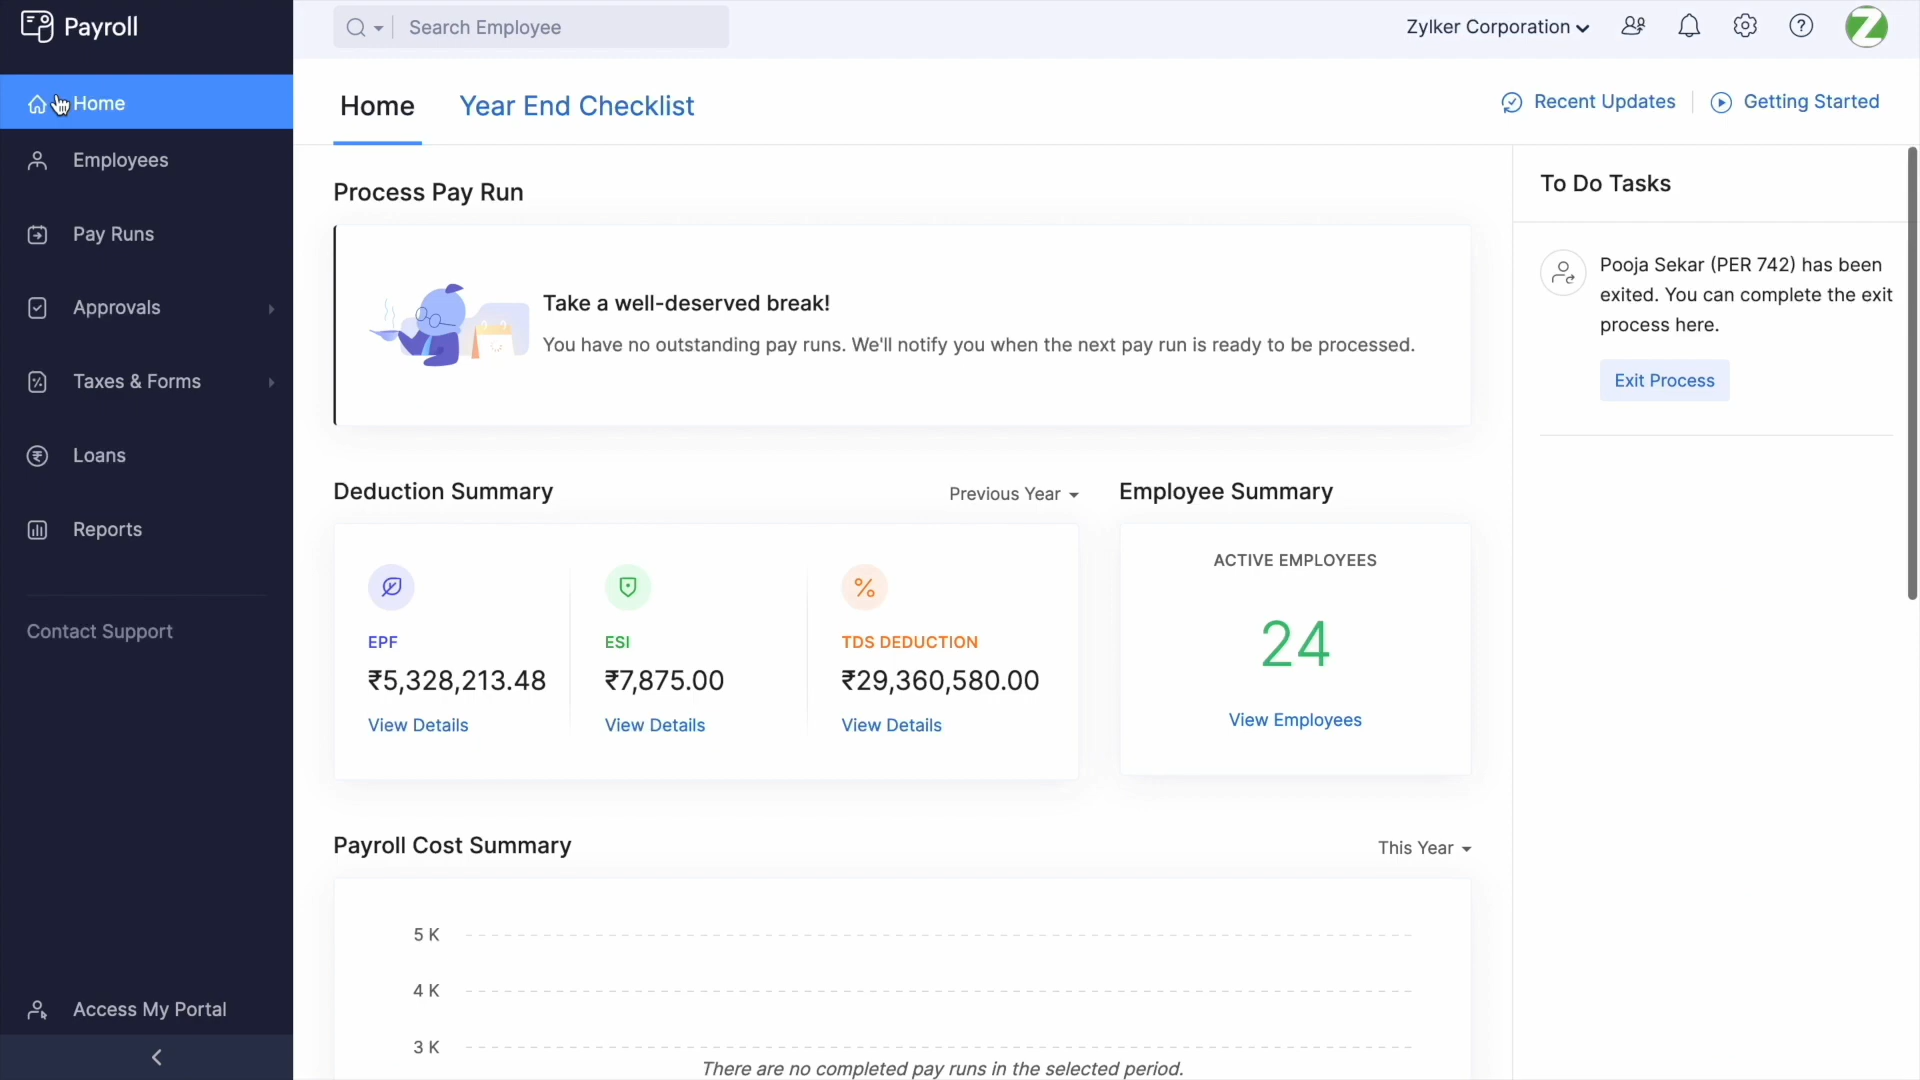 Payroll
Search Employee
Zylker Corporation
Home
Employees
Pay Runs
Approvals
Taxes & Forms
Loans
Reports
Contact Support
Access My Portal
Home
Year End Checklist
Recent Updates
Getting Started
Process Pay Run
Take a well-deserved break!
You have no outstanding pay runs. We'll notify you when the next pay run is ready to be processed.
Deduction Summary
Previous Year
EPF
₹5,328,213.48
View Details
ESI
₹7,875.00
View Details
TDS DEDUCTION
₹29,360,580.00
View Details
Employee Summary
ACTIVE EMPLOYEES
24
View Employees
Payroll Cost Summary
This Year
5 K
4 K
3 K
There are no completed pay runs in the selected period.
To Do Tasks
Pooja Sekar (PER 742) has been
exited. You can complete the exit
process here.
Exit Process